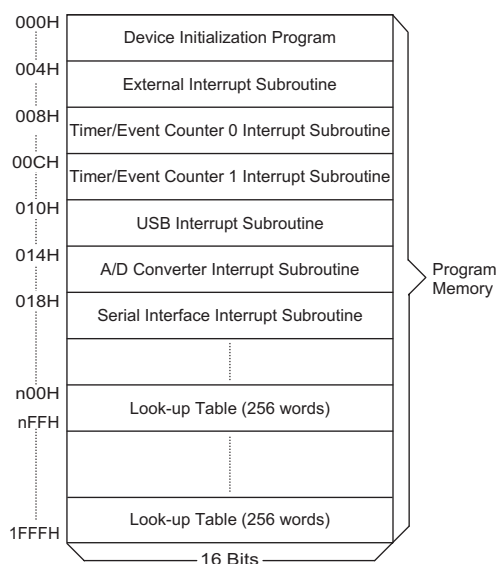 000H
Device Initialization Program
004H
External Interrupt Subroutine
008H
Timer/Event Counter 0 Interrupt Subroutine
00CH
Timer/Event Counter 1 Interrupt Subroutine
010H
USB Interrupt Subroutine
014H
A/D Converter Interrupt Subroutine
018H
Serial Interface Interrupt Subroutine
Program
Memory
n00H
Look-up Table (256 words)
nFFH
Look-up Table (256 words)
1FFFH
16 Bits